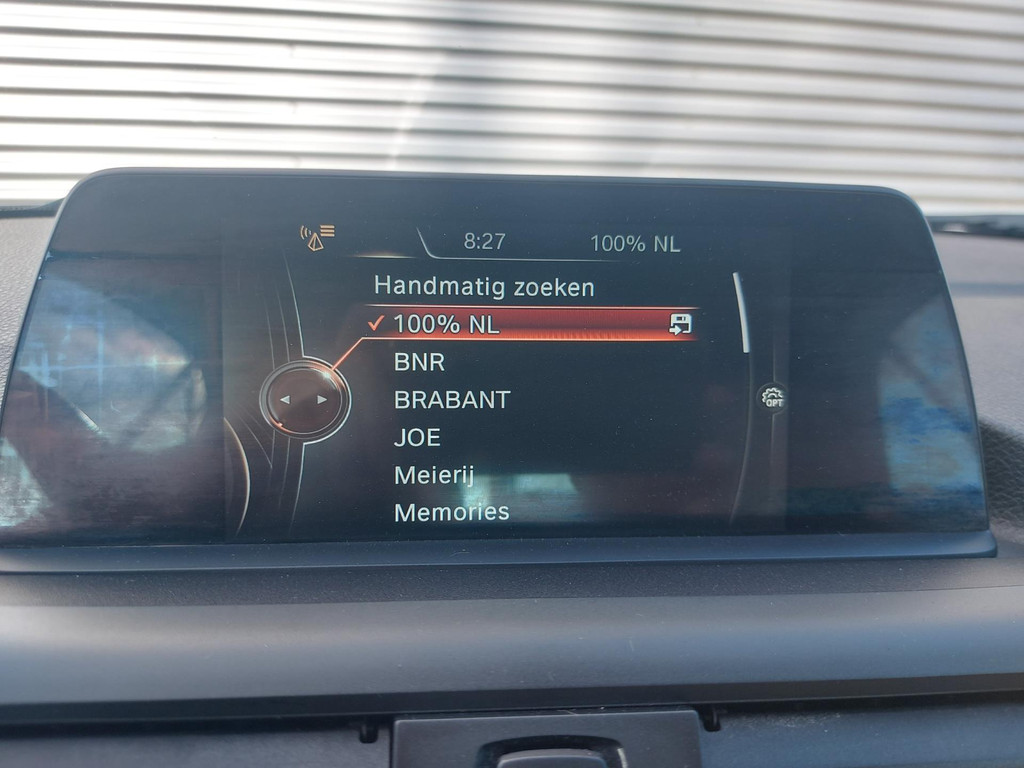 8:27 100% NL
Handmatig zoeken
100% NL
BNR
BRABANT
OPT
JOE
Meierij
Memories